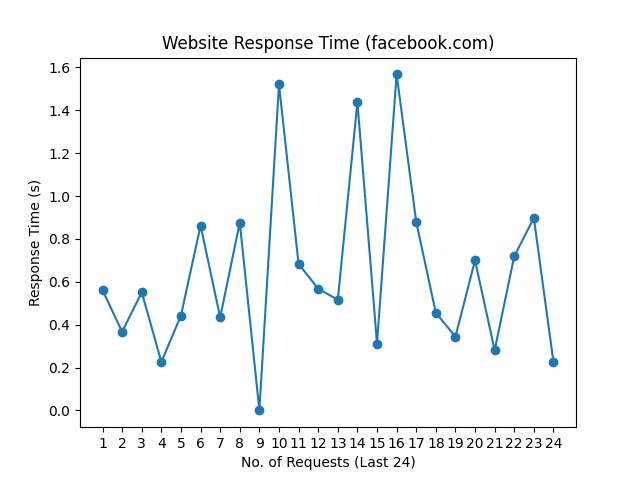 Website Response Time (facebook.com)
1.6
1.4
1.2
1.0
0.8
0.6
0.4
0.2
0.0
Response Time (s)
1 2 3 4 5 6 7 8 9 10 11 12 13 14 15 16 17 18 19 20 21 22 23 24
No. of Requests (Last 24)